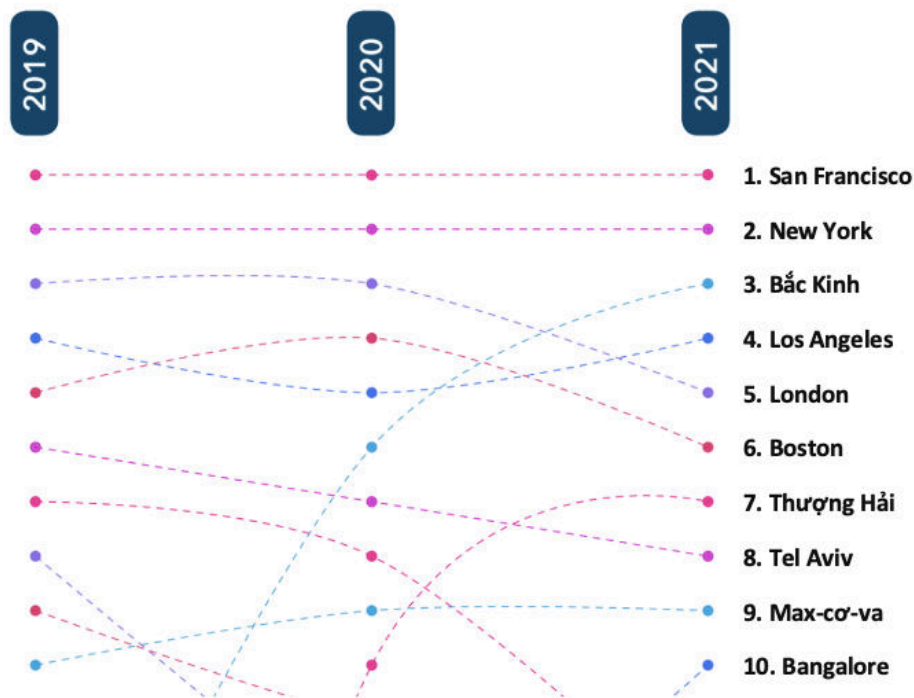 2019
2020
2021
1. San Francisco
2. New York
3. Bắc Kinh
4. Los Angeles
5. London
6. Boston
7. Thượng Hải
8. Tel Aviv
9. Max-cơ-va
10. Bangalore